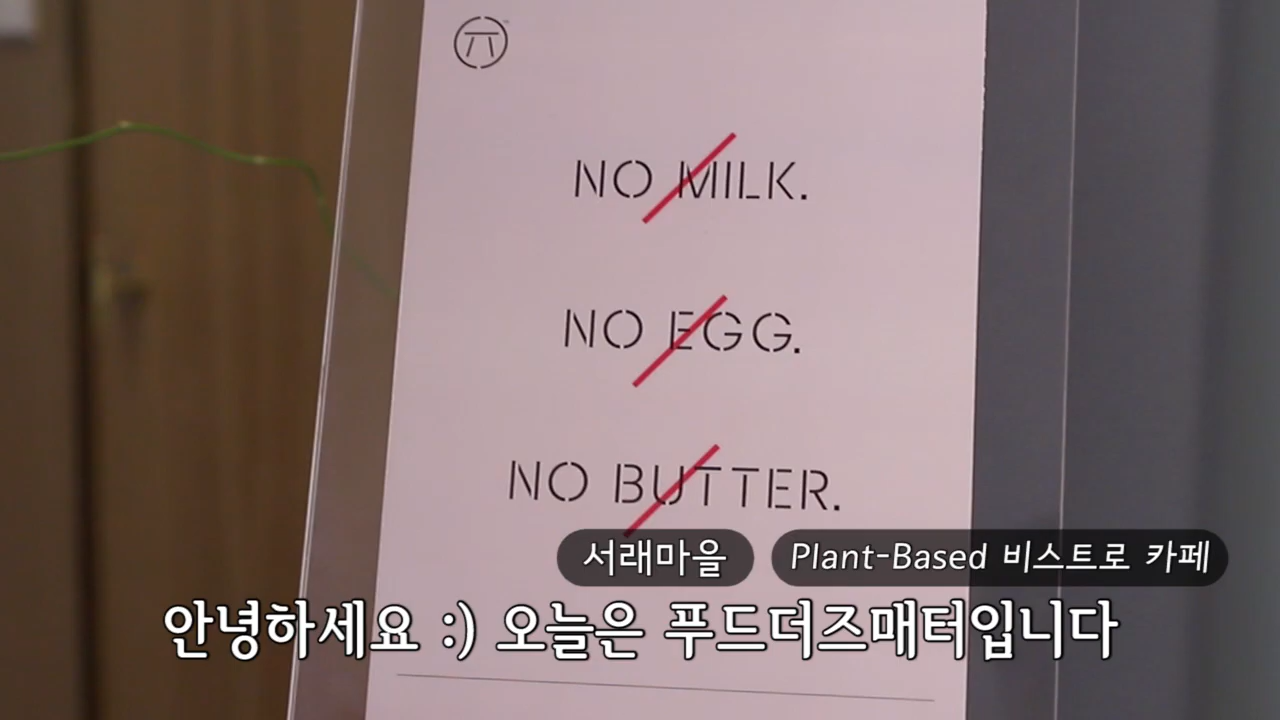 NO MILK.
NO EGG.
NO BUTTER.
서래마을 Plant-Based 비스트로 카페
안녕하세요 :) 오늘은 푸드더즈매터입니다